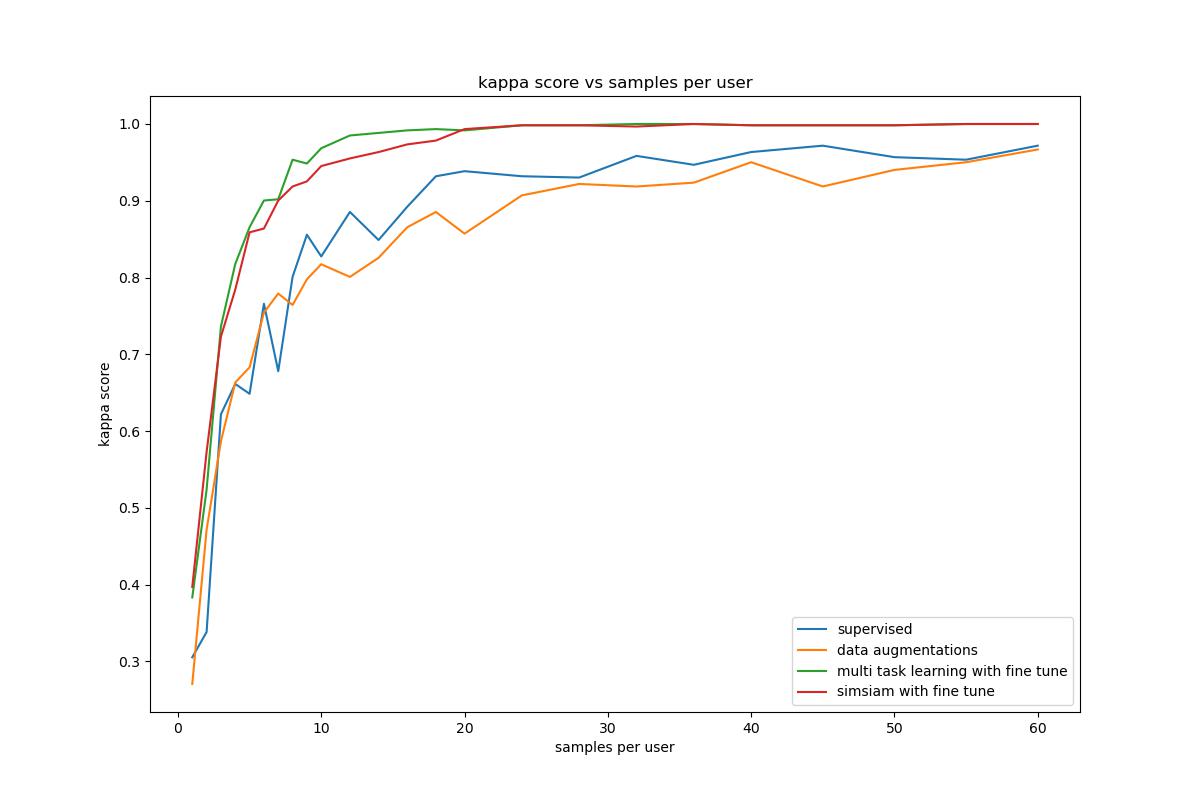 kappa score vs samples per user
kappa score
1.0
0.9
0.8
0.7
0.6
0.5
0.4
0.3
0 10 20 30 40 50 60
samples per user
supervised
data augmentations
multi task learning with fine tune
simsiam with fine tune